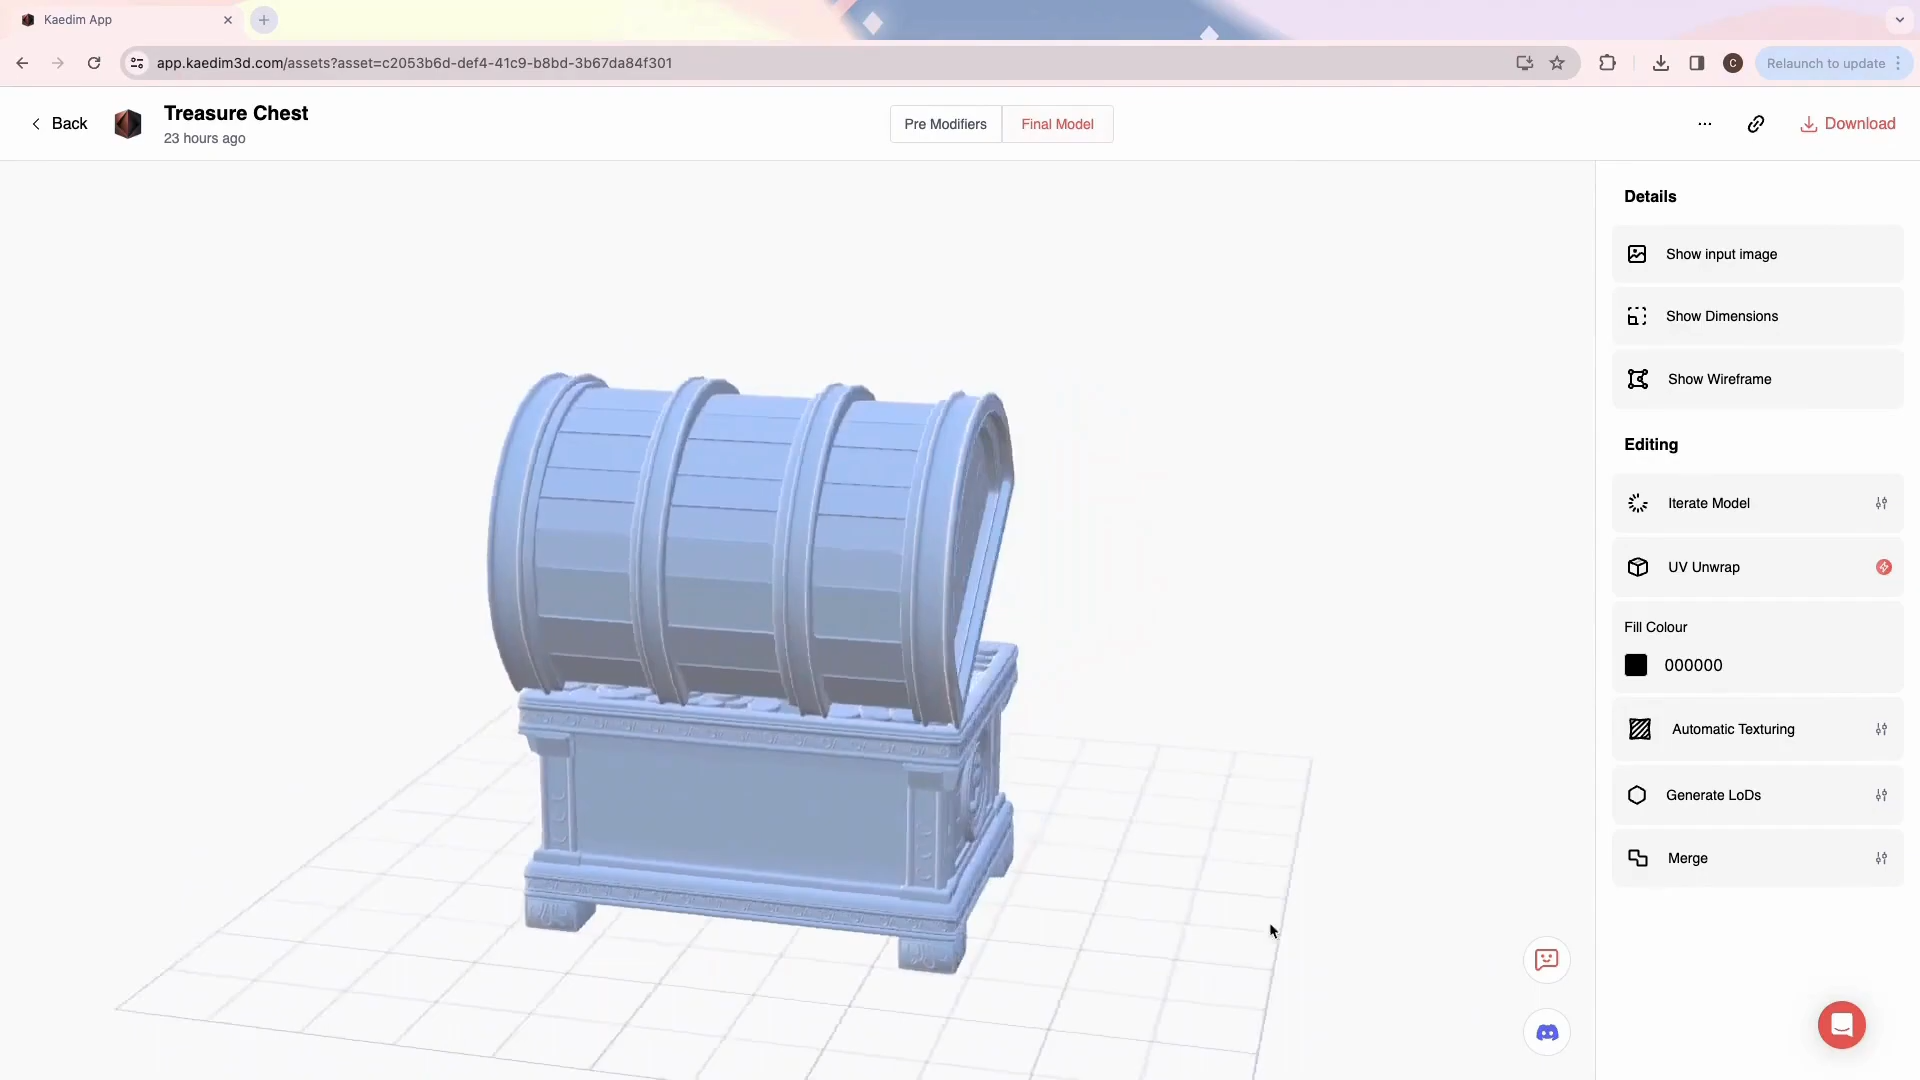 Kaedim App
app.kaedim3d.com/assets?asset=c2053b6d-def4-41c9-b8bd-3b67da84f301
C
Relaunch to update
Back
Treasure Chest
23 hours ago
Pre Modifiers
Final Model
Download
Details
Show input image
Show Dimensions
Show Wireframe
Editing
Iterate Model
UV Unwrap
Fill Colour
000000
Automatic Texturing
Generate LoDs
Merge